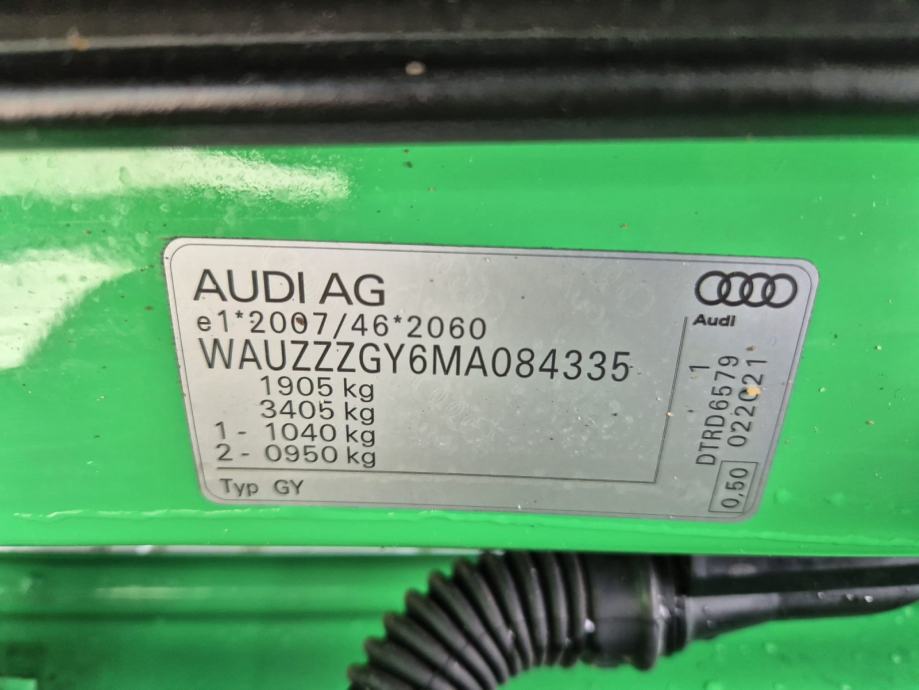 AUDI AG
e1*2007/46*2060
WAUZZZGY6MA084335
1905 kg
3405 kg
1 - 1040 kg
2 - 0950 kg
Typ GY
Audi
DTRD6579 1
022021
0,50